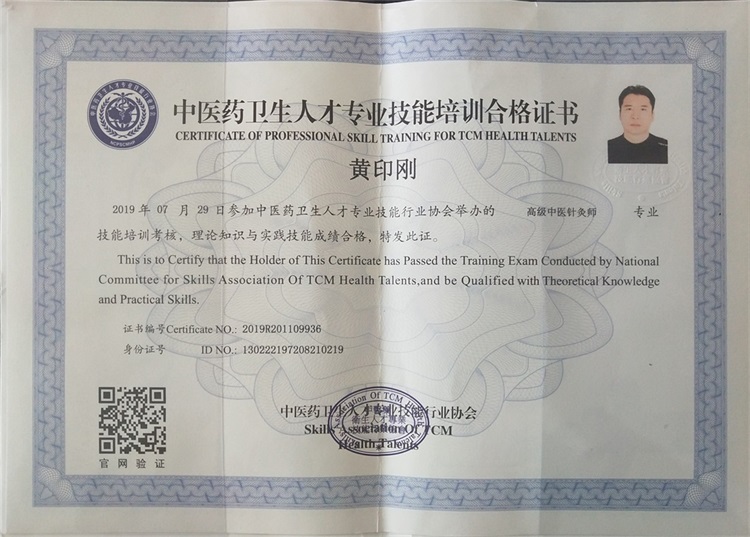 中医药卫生人才专业技能培训合格证书
CERTIFICATE OF PROFESSIONAL SKILL TRAINING FOR TCM HEALTH TALENTS
黄印刚
2019 年 07 月 29 日参加中医药卫生人才专业技能行业协会举办的 高级中医针灸师 专业
技能培训考核，理论知识与实践技能成绩合格，特发此证。
This is to Certify that the Holder of This Certificate has Passed the Training Exam Conducted by National
Committee for Skills Association Of TCM Health Talents,and be Qualified with Theoretical Knowledge
and Practical Skills.
证书编号Certificate NO.: 2019R201109936
身份证号 ID NO.: 130222197208210219
中医药卫生人才专业技能行业协会
Skills Association Of TCM
Health Talents
官网验证